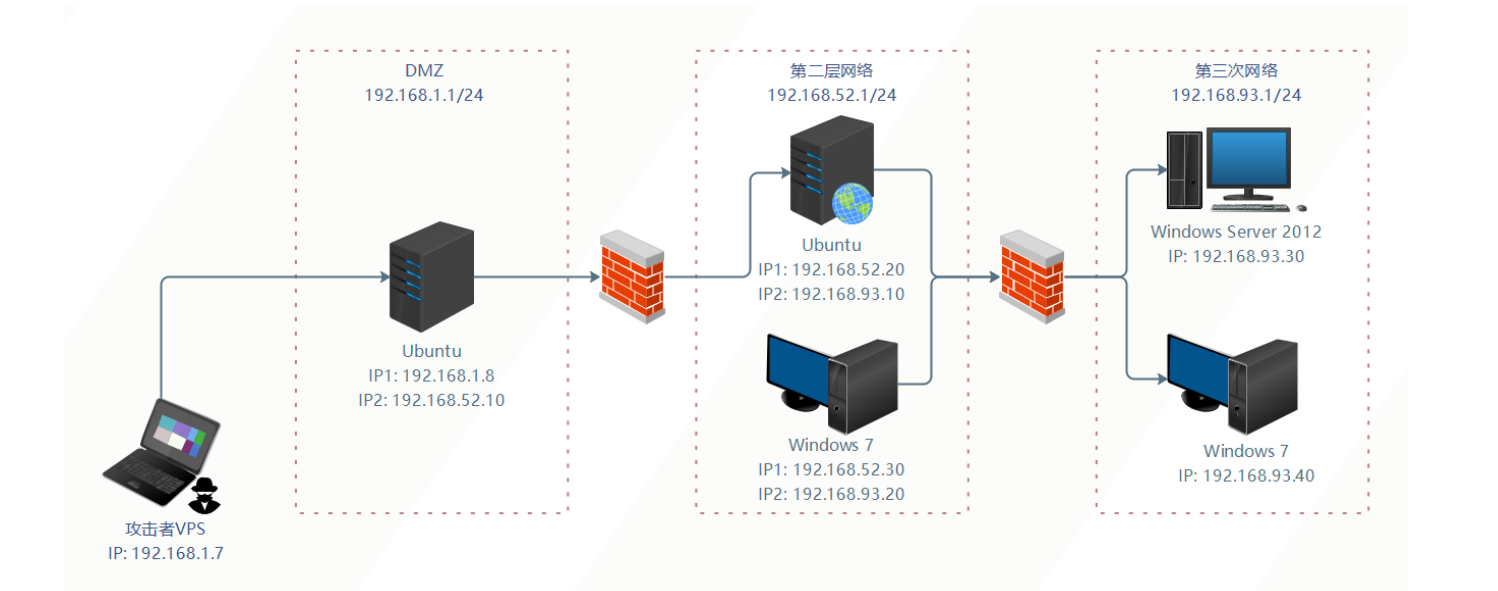 DMZ
192.168.1.1/24
Ubuntu
IP1: 192.168.1.8
IP2: 192.168.52.10
攻击者VPS
IP: 192.168.1.7
第二层网络
192.168.52.1/24
Ubuntu
IP1: 192.168.52.20
IP2: 192.168.93.10
Windows 7
IP1: 192.168.52.30
IP2: 192.168.93.20
第三次网络
192.168.93.1/24
Windows Server 2012
IP: 192.168.93.30
Windows 7
IP: 192.168.93.40